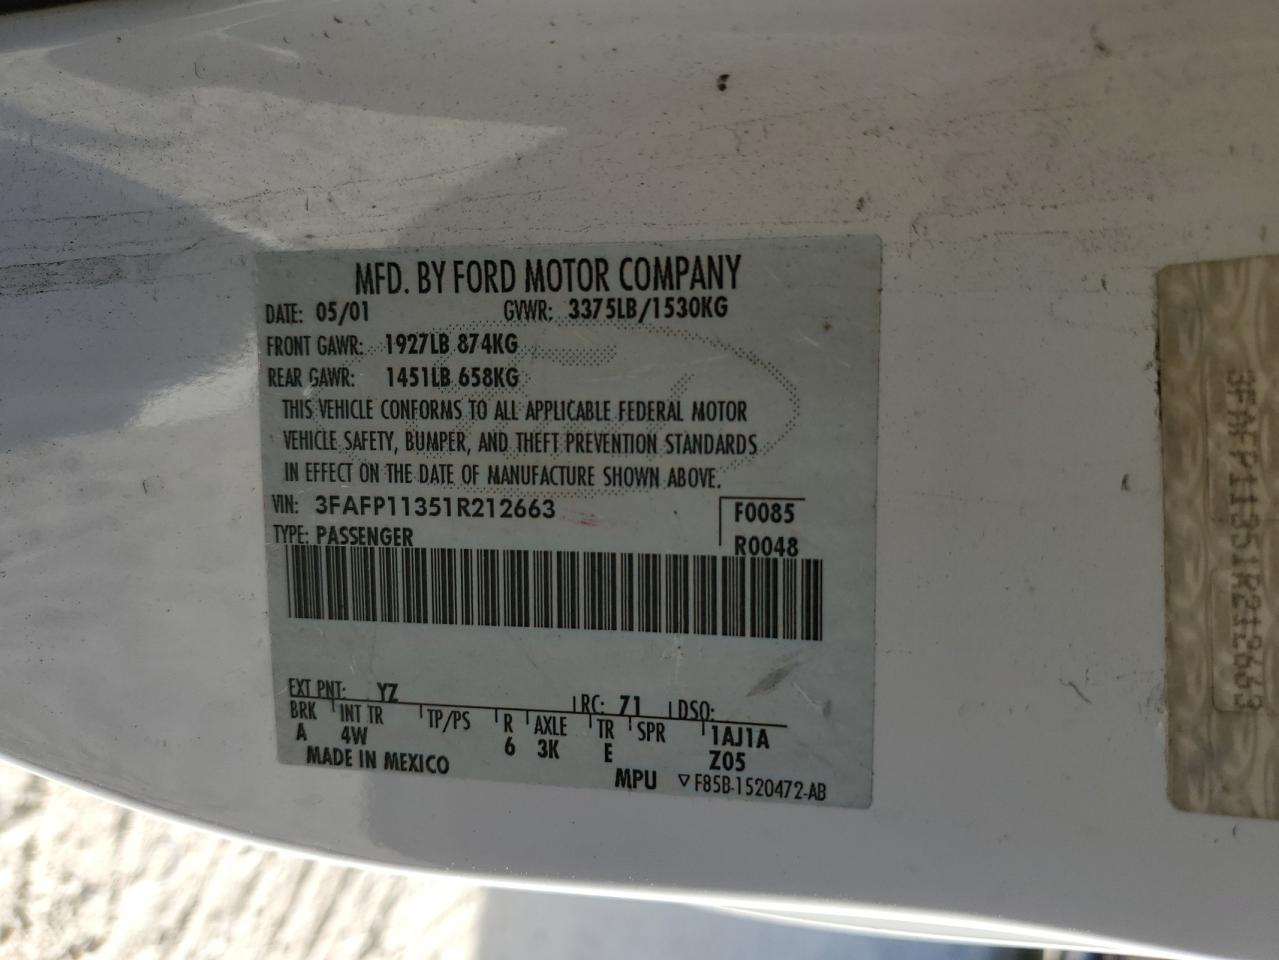 MFD. BY FORD MOTOR COMPANY
DATE: 05/01 GVWR: 3375LB/1530KG
FRONT GAWR: 1927LB 874KG
REAR GAWR: 1451LB 658KG
THIS VEHICLE CONFORMS TO ALL APPLICABLE FEDERAL MOTOR
VEHICLE SAFETY, BUMPER, AND THEFT PREVENTION STANDARDS
IN EFFECT ON THE DATE OF MANUFACTURE SHOWN ABOVE.
VIN: 3FAFP11351R212663 F0085
TYPE: PASSENGER R0048
EXT PNT: YZ RC: 71 DSO:
BRK INT TR TP/PS R AXLE TR SPR 1AJ1A
A 4W 6 3K E Z05
MADE IN MEXICO MPU ▽F85B-1520472-AB
3FAFP11351R212663